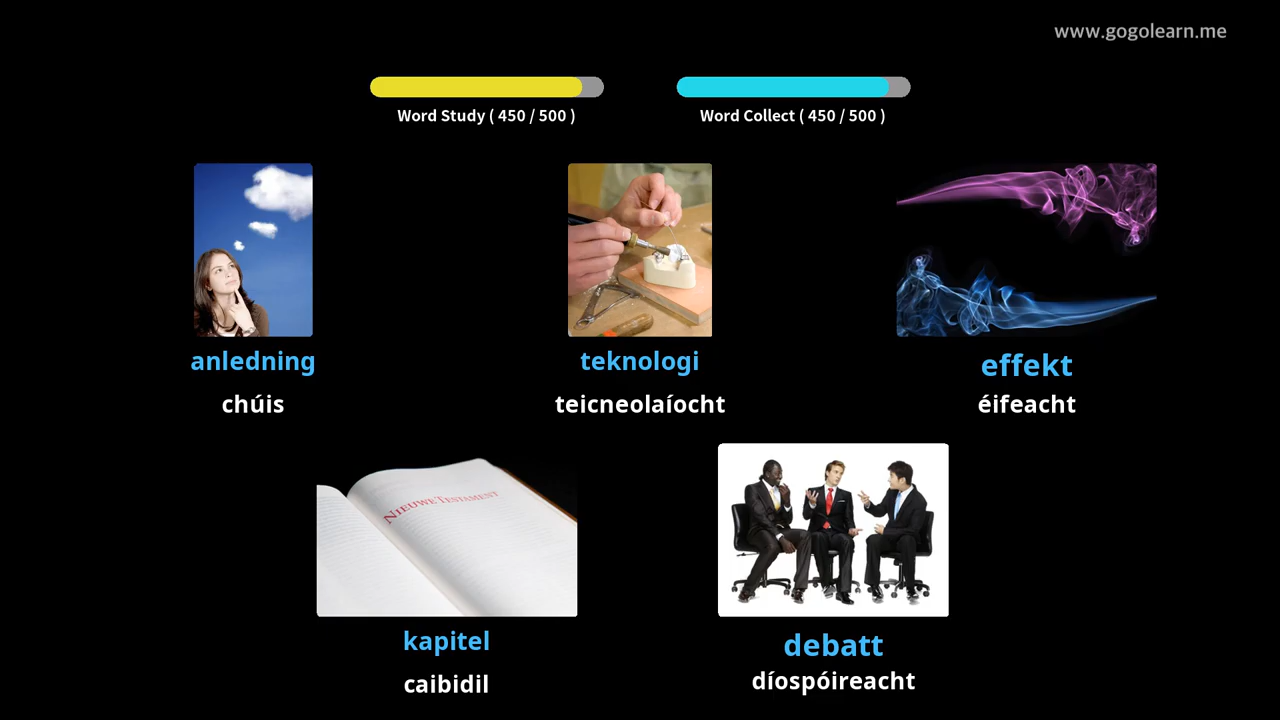 www.gogolearn.me
Word Study ( 450 / 500 )
Word Collect ( 450 / 500 )
anledning
teknologi
effekt
chúis
teicneolaíocht
éifeacht
NIEUWE TESTAMENT
kapitel
debatt
caibidil
díospóireacht